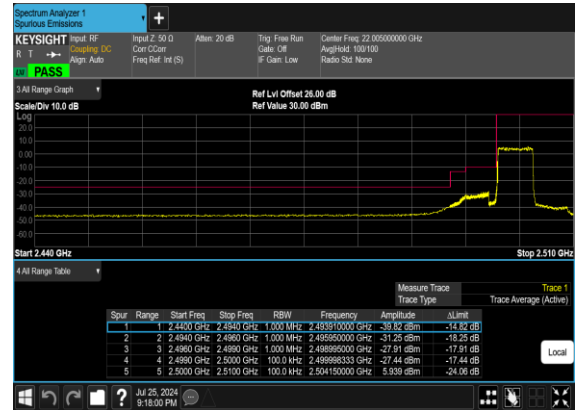 Spectrum Analyzer 1
Spurious Emissions
+
KEYSIGHT Input: RF Input Z: 50 Ω Atten: 20 dB Trig: Free Run Center Freq: 22.005000000 GHz
R T Coupling: DC Corr CCorr Gate: Off Avg|Hold: 100/100
Align: Auto Freq Ref: Int (S) IF Gain: Low Radio Std: None
LXI PASS
3 All Range Graph
Ref Lvl Offset 26.00 dB
Scale/Div 10.0 dB Ref Value 30.00 dBm
Log
20.0
10.0
0.00
-10.0
-20.0
-30.0
-40.0
-50.0
-60.0
Start 2.440 GHz Stop 2.510 GHz
4 All Range Table
Measure Trace Trace 1
Trace Type Trace Average (Active)
Spur Range Start Freq Stop Freq RBW Frequency Amplitude ΔLimit
1 1 2.4400 GHz 2.4940 GHz 1.000 MHz 2.493910000 GHz -39.82 dBm -14.82 dB
2 2 2.4940 GHz 2.4960 GHz 1.000 MHz 2.495950000 GHz -31.25 dBm -18.25 dB
3 3 2.4960 GHz 2.4990 GHz 1.000 MHz 2.498995000 GHz -27.91 dBm -17.91 dB
4 4 2.4990 GHz 2.5000 GHz 100.0 kHz 2.499998333 GHz -27.44 dBm -17.44 dB
5 5 2.5000 GHz 2.5100 GHz 100.0 kHz 2.504150000 GHz 5.939 dBm -24.06 dB
Local
?
Jul 25, 2024
9:18:00 PM